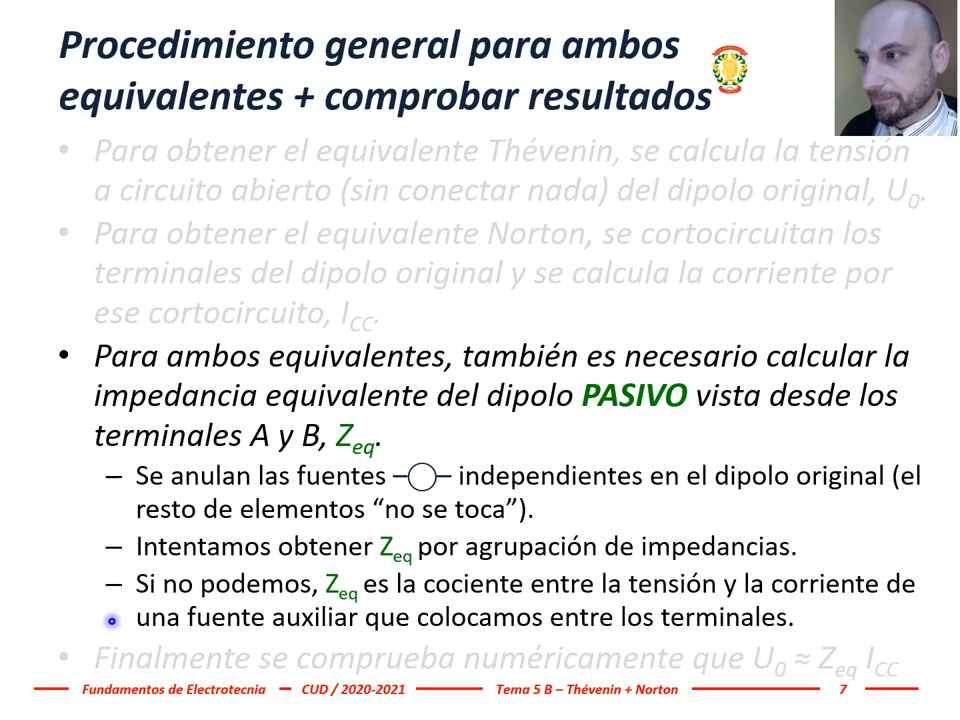 Procedimiento general para ambos
equivalentes + comprobar resultados
• Para obtener el equivalente Thévenin, se calcula la tensión
a circuito abierto (sin conectar nada) del dipolo original, U0.
• Para obtener el equivalente Norton, se cortocircuitan los
terminales del dipolo original y se calcula la corriente por
ese cortocircuito, ICC.
• Para ambos equivalentes, también es necesario calcular la
impedancia equivalente del dipolo PASIVO vista desde los
terminales A y B, Zeq.
– Se anulan las fuentes independientes en el dipolo original (el
resto de elementos “no se toca”).
– Intentamos obtener Zeq por agrupación de impedancias.
– Si no podemos, Zeq es la cociente entre la tensión y la corriente de
una fuente auxiliar que colocamos entre los terminales.
• Finalmente se comprueba numéricamente que U0 ≈ Zeq ICC
Fundamentos de Electrotecnia — CUD / 2020-2021 — Tema 5 B – Thévenin + Norton — 7